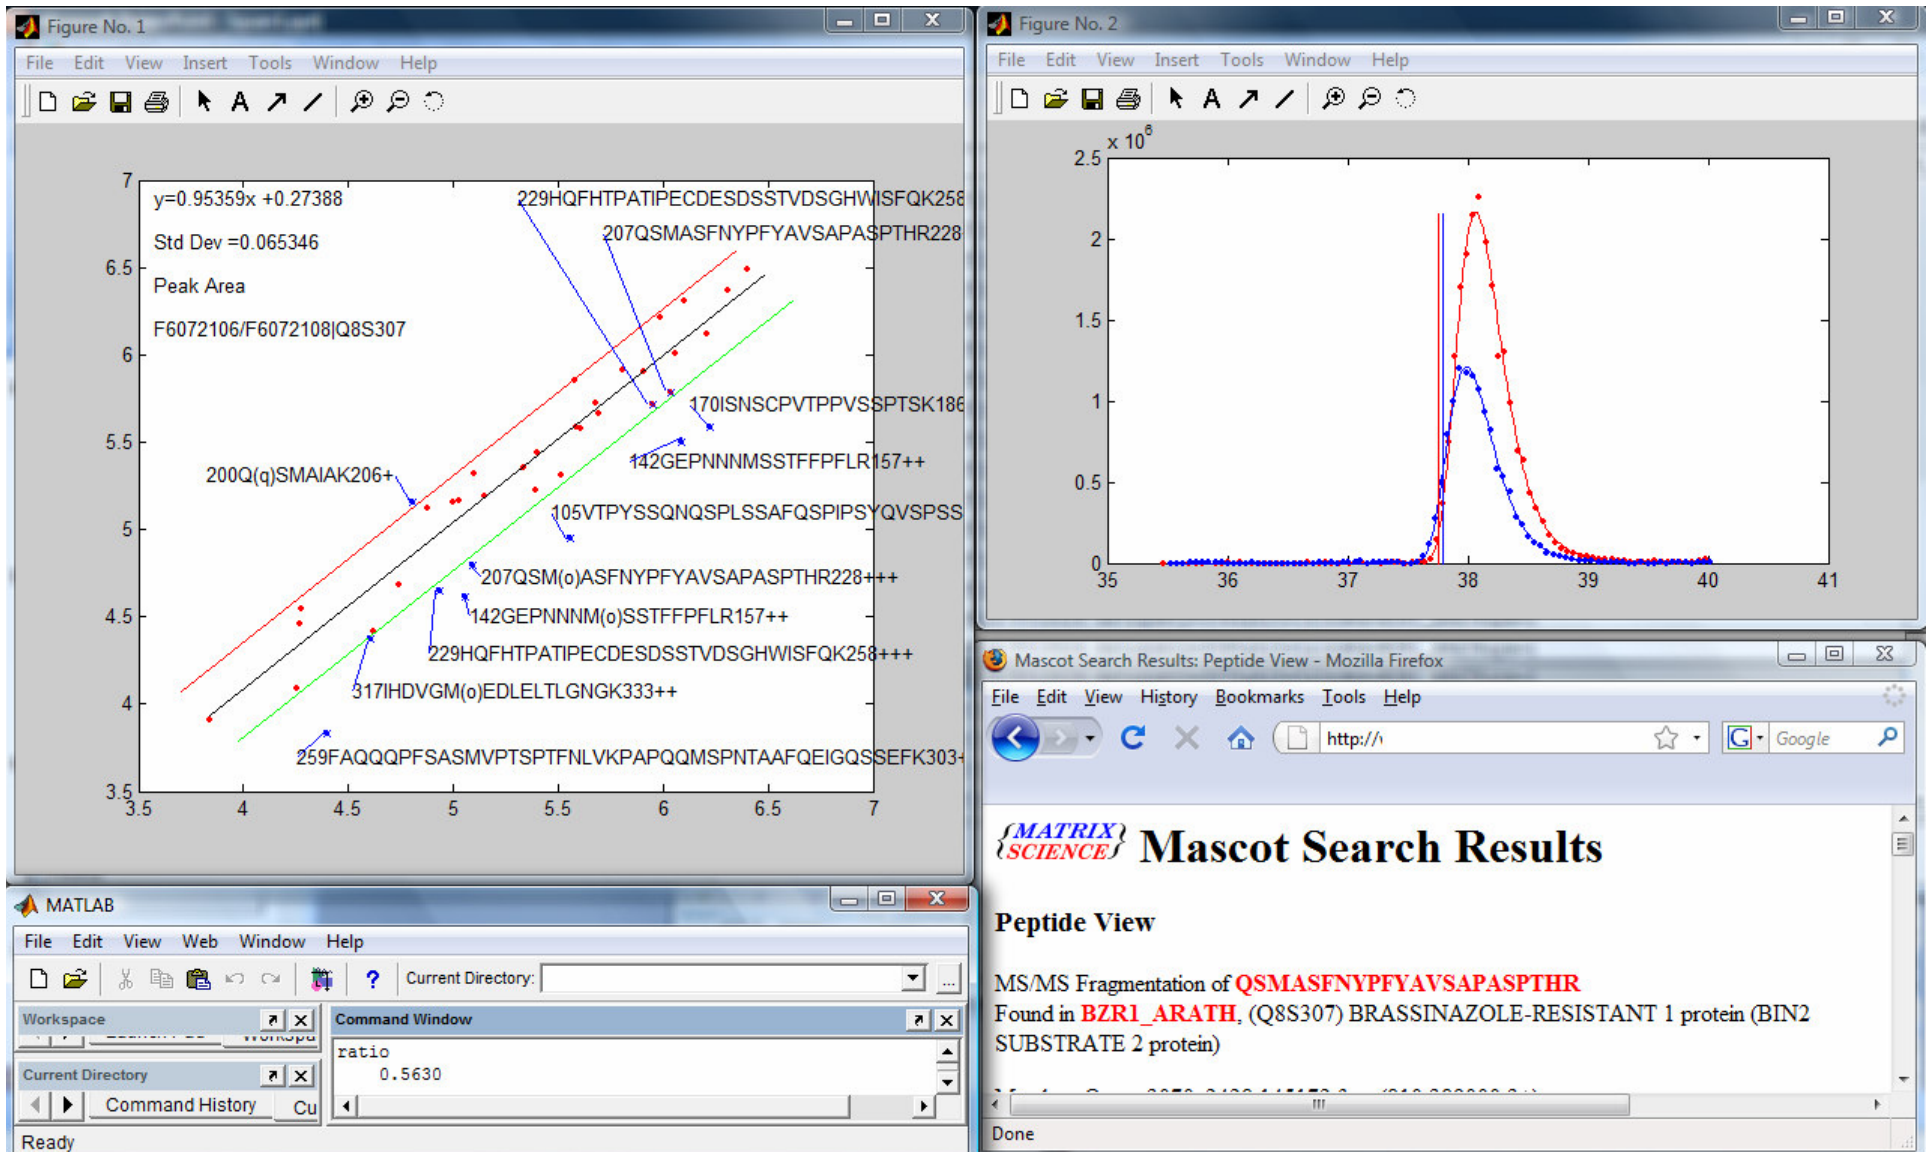 Figure No. 1
File Edit View Insert Tools Window Help
y=0.95359x +0.27388
Std Dev =0.065346
Peak Area
F6072106/F6072108|Q8S307
229HQFHTPATIPECDESDSSTVDSGHWISFQK258
207QSMASFNYPFYAVSAPASPTHR228
170ISNSCPVTPPVSSPTSK186
142GEPNNNMSSTFFPFLR157++
200Q(q)SMAIAK206+
105VTPYSSQNQSPLSSAFQSPIPSYQVSPSS
207QSM(o)ASFNYPFYAVSAPASPTHR228+++
142GEPNNNM(o)SSTFFPFLR157++
229HQFHTPATIPECDESDSSTVDSGHWISFQK258+++
317IHDVGM(o)EDLELTLGNGK333++
259FAQQQPFSASMVPTSPTFNLVKPAPQQMSPNTAAFQEIGQSSEFK303+
7
6.5
6
5.5
5
4.5
4
3.5
3.5 4 4.5 5 5.5 6 6.5 7
Figure No. 2
File Edit View Insert Tools Window Help
x 10^6
2.5
2
1.5
1
0.5
0
35 36 37 38 39 40 41
MATLAB
File Edit View Web Window Help
Current Directory:
...
Workspace
Command Window
ratio
0.5630
Current Directory
Command History Cu
Ready
Mascot Search Results: Peptide View - Mozilla Firefox
File Edit View History Bookmarks Tools Help
http://
G Google
{MATRIX SCIENCE} Mascot Search Results
Peptide View
MS/MS Fragmentation of QSMASFNYPFYAVSAPASPTHR
Found in BZR1_ARATH, (Q8S307) BRASSINAZOLE-RESISTANT 1 protein (BIN2
SUBSTRATE 2 protein)
Done